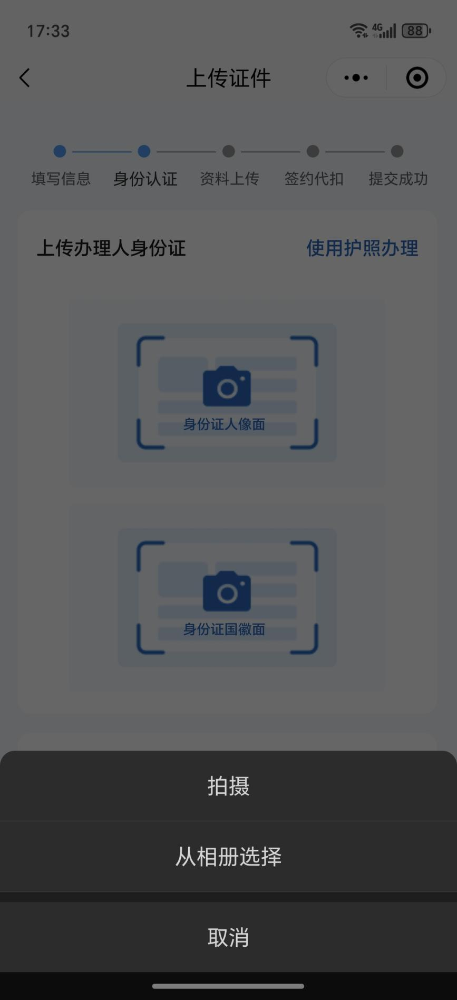 17:33
4G
88
上传证件
填写信息 身份认证 资料上传 签约代扣 提交成功
上传办理人身份证 使用护照办理
身份证人像面
身份证国徽面
拍摄
从相册选择
取消